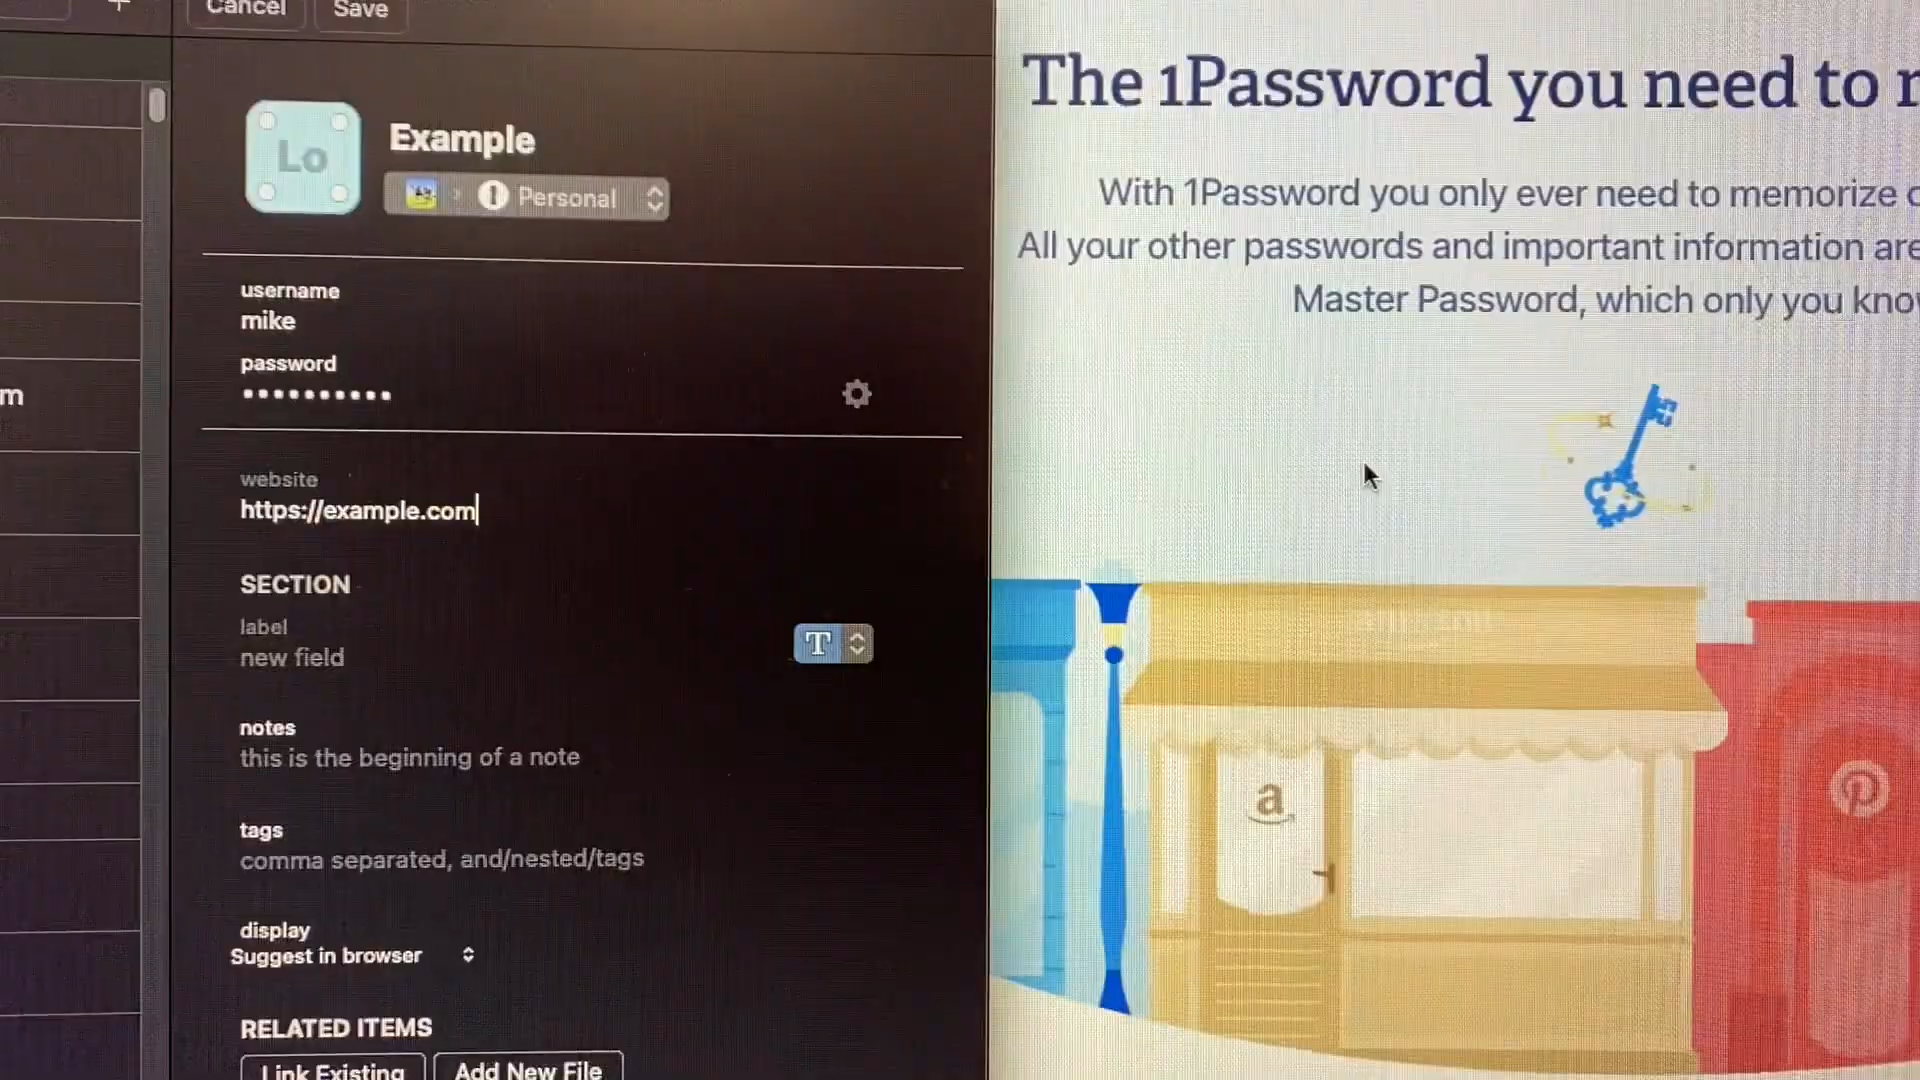 Cancel
Save
Lo
Example
Personal
username
mike
password
m
website
https://example.com
SECTION
label
new field
T
notes
this is the beginning of a note
tags
comma separated, and/nested/tags
display
Suggest in browser
RELATED ITEMS
Link Existing
Add New File
The 1Password you need to
With 1Password you only ever need to memorize
All your other passwords and important information are
Master Password, which only you
a